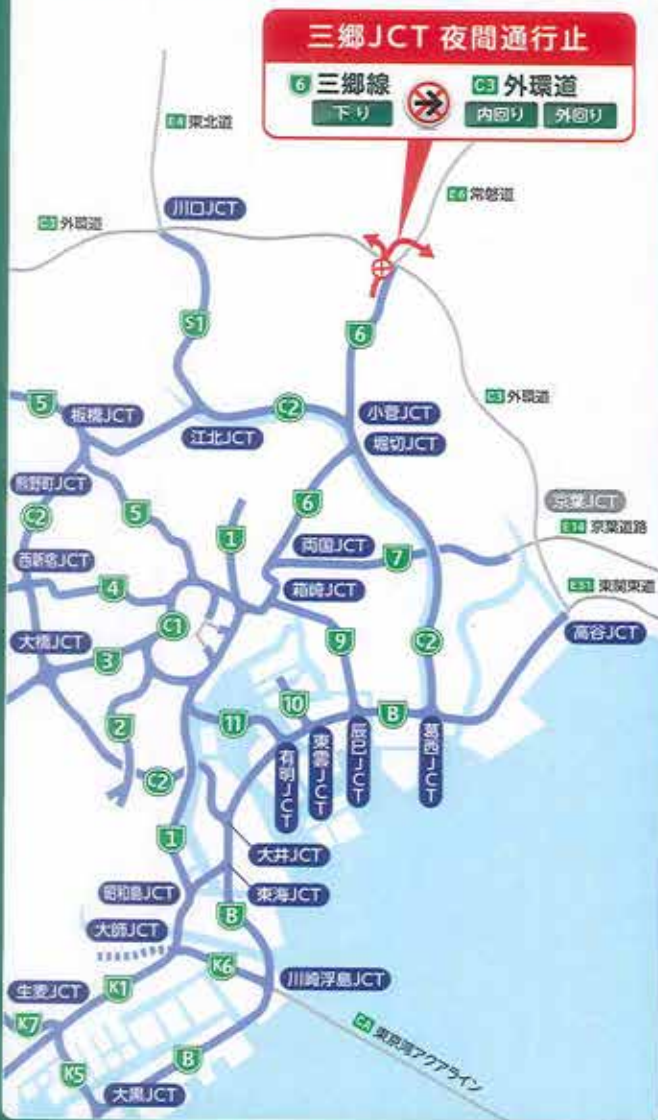 三郷JCT 夜間通行止
6 三郷線 C3 外環道
下り 内回り 外回り
E4 東北道
E6 常磐道
川口JCT
C3 外環道
S1
6
C3 外環道
5
板橋JCT
C2
小菅JCT
江北JCT
堀切JCT
熊野町JCT
C2
5
1
6
京葉JCT
E14 京葉道路
西新宿JCT
両国JCT
7
4
箱崎JCT
E51 東関東道
C1
9
C2
高谷JCT
大橋JCT
3
10
B
2
11
有明JCT
東雲JCT
辰巳JCT
葛西JCT
C2
1
大井JCT
昭和島JCT
東海JCT
B
大師JCT
K6
川崎浮島JCT
生麦JCT
K1
K7
CA 東京湾アクアライン
B
K5
大黒JCT